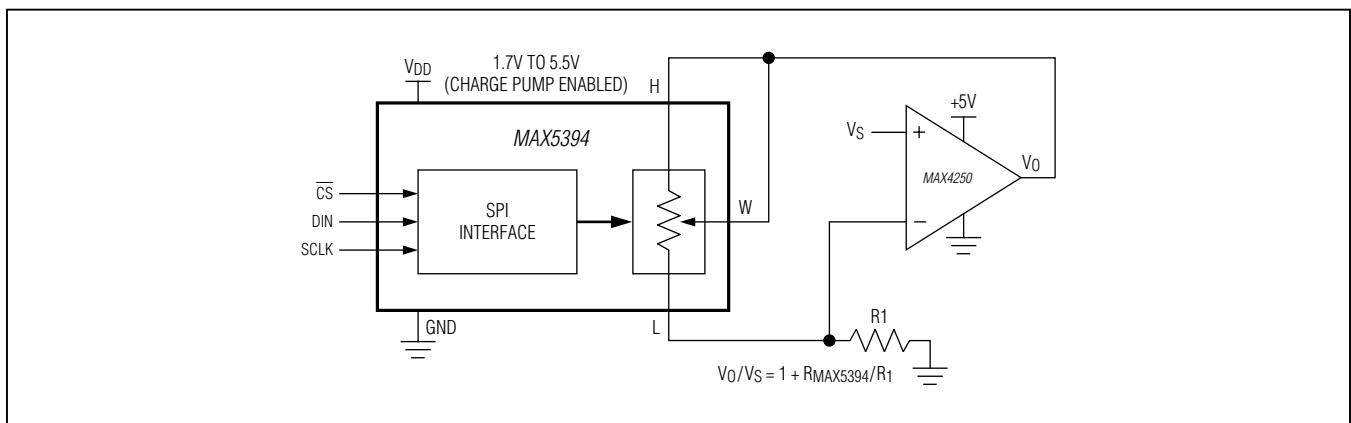 VDD
1.7V TO 5.5V
(CHARGE PUMP ENABLED)
H
MAX5394
CS
DIN
SCLK
SPI
INTERFACE
W
GND
L
+5V
VS
+
MAX4250
VO
−
R1
VO/VS = 1 + RMAX5394/R1